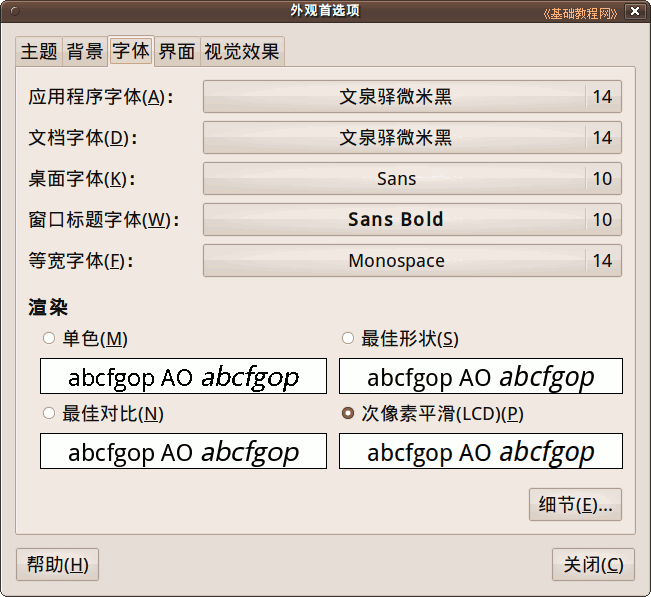 外观首选项 《基础教程网》
主题 背景 字体 界面 视觉效果
应用程序字体(A): 文泉驿微米黑 14
文档字体(D): 文泉驿微米黑 14
桌面字体(K): Sans 10
窗口标题字体(W): Sans Bold 10
等宽字体(F): Monospace 14
渲染
单色(M) 最佳形状(S)
abcfgop AO abcfgop abcfgop AO abcfgop
最佳对比(N) 次像素平滑(LCD)(P)
abcfgop AO abcfgop abcfgop AO abcfgop
细节(E)...
帮助(H) 关闭(C)